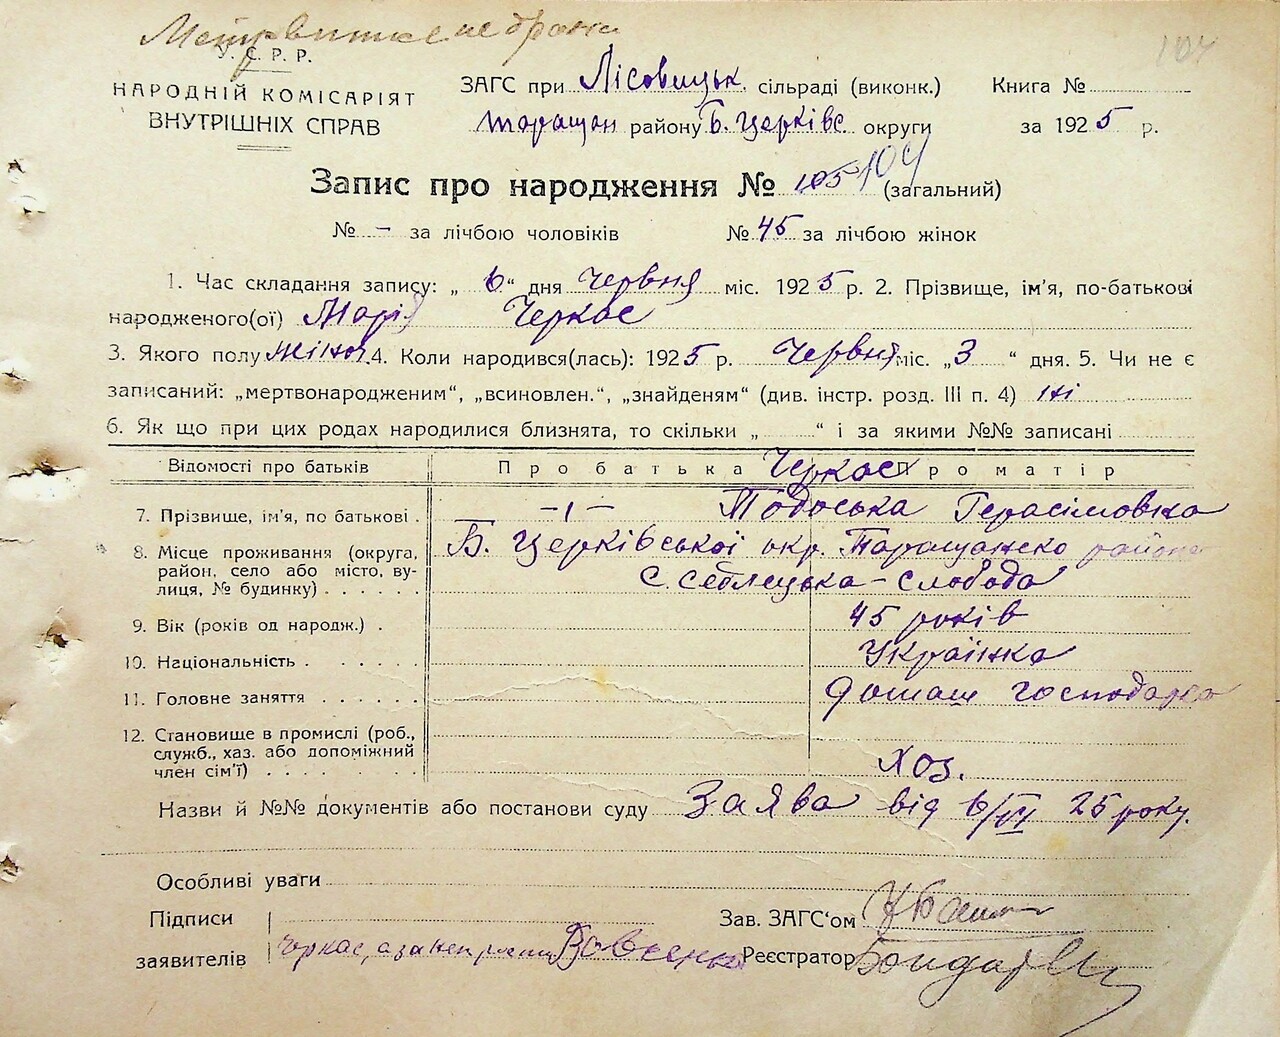 У.С.Р.Р.
104
НАРОДНІЙ КОМІСАРІЯТ
ВНУТРІШНІХ СПРАВ
ЗАГС при Лісовицьк. сільраді (виконк.) Книга №
Таращан району Б. Церківс. округи за 1925 р.
Запис про народження № 105 104 (загальний)
№ – за лічбою чоловіків № 45 за лічбою жінок
1. Час складання запису: „ 6 “ дня Червня міс. 1925 р. 2. Прізвище, ім'я, по-батькові
народженого(ої) Марія Черкас
3. Якого полу жіноч. 4. Коли народився(лась): 1925 р. Червня міс. „3 “ дня. 5. Чи не є
записаний: „мертвонародженим“, „всиновлен.“, „знайденям“ (див. інстр. розд. III п. 4) ні
6. Як що при цих родах народилися близнята, то скільки „ “ і за якими №№ записані
Відомості про батьків Про батька Про матір
Черкас
7. Прізвище, ім'я, по батькові . –"– Тодоська Герасімовна
8. Місце проживання (округа, район, село або місто, вулиця, № будинку) Б. Церківської окр. Таращанско района
с. -Слобода
9. Вік (років од народж.) . 45 років
10. Національність Українка
11. Головне заняття домаш господарка
12. Становище в промислі (роб.,
служб., хаз. або допоміжний
член сім'ї) Хоз.
Назви й №№ документів або постанови суду Заява від 6/VI 25 року.
Особливі уваги
Підписи Зав. ЗАГС'ом
заявителів Черкас, а за Реєстратор Бондар